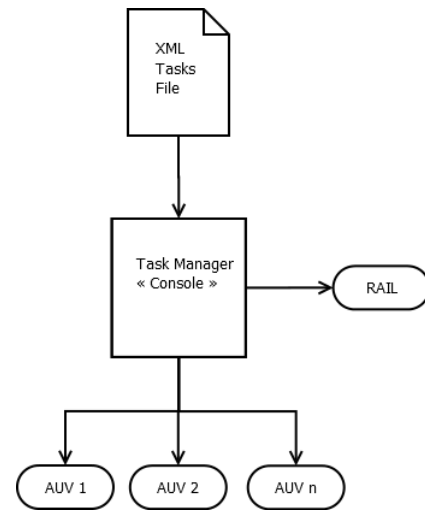 XML
Tasks
File
Task Manager
« Console »
RAIL
AUV 1
AUV 2
AUV n